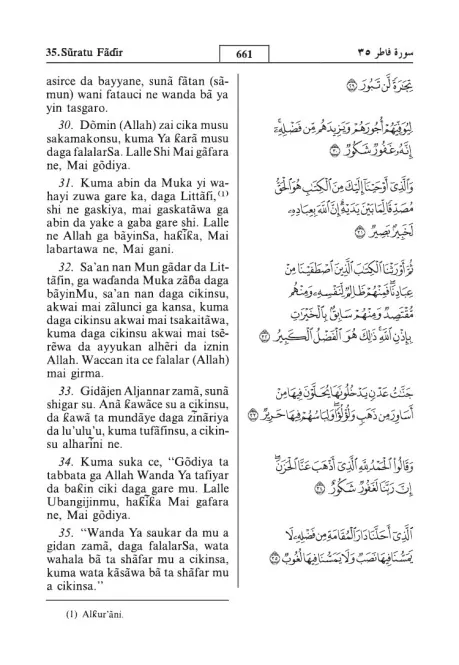 35. Sũratu Fãɗir
661
سورة فاطر ٣٥
asirce da bayyane, sunã fãtan (sã-
mun) wani fatauci ne wanda bã ya
yin tasgaro.
30. Dõmin (Allah) zai cika musu
sakamakonsu, kuma Ya ƙarã musu
daga falalarSa. Lalle Shi Mai gãfara
ne, Mai gõdiya.
31. Kuma abin da Muka yi wa-
hayi zuwa gare ka, daga Littãfi,(1)
shi ne gaskiya, mai gaskatãwa ga
abin da yake a gaba gare shi. Lalle
ne Allah ga bãyinSa, haƙĩƙa, Mai
labartawa ne, Mai gani.
32. Sa'an nan Mun gãdar da Lit-
tãfin, ga waɗanda Muka zãɓa daga
bãyinMu, sa'an nan daga cikinsu,
akwai mai zãlunci ga kansa, kuma
daga cikinsu akwai mai tsakaitãwa,
kuma daga cikinsu akwai mai tsẽ-
rẽwa da ayyukan alhẽri da iznin
Allah. Waccan ita ce falalar (Allah)
mai girma.
33. Gidãjen Aljannar zamã, sunã
shigar su. Anã ƙawãce su a cikinsu,
da ƙawã ta mundãye daga zĩnãriya
da lu'ulu'u, kuma tufãfinsu, a cikin-
su alharĩni ne.
34. Kuma suka ce, "Gõdiya ta
tabbata ga Allah Wanda Ya tafiyar
da baƙin ciki daga gare mu. Lalle
Ubangijinmu, haƙĩƙa Mai gafara
ne, Mai gõdiya.
35. "Wanda Ya saukar da mu a
gidan zamã, daga falalarSa, wata
wahala bã ta shãfar mu a cikinsa,
kuma wata kãsãwa bã ta shãfar mu
a cikinsa."
(1) Alƙur'ãni.
تِجَٰرَةً لَّن تَبُورَ ﴿٢٩﴾
لِيُوَفِّيَهُمْ أُجُورَهُمْ وَيَزِيدَهُم مِّن فَضْلِهِۦٓ
إِنَّهُۥ غَفُورٌ شَكُورٌ ﴿٣٠﴾
وَٱلَّذِىٓ أَوْحَيْنَآ إِلَيْكَ مِنَ ٱلْكِتَٰبِ هُوَ ٱلْحَقُّ
مُصَدِّقًا لِّمَا بَيْنَ يَدَيْهِ إِنَّ ٱللَّهَ بِعِبَادِهِۦ
لَخَبِيرٌۢ بَصِيرٌ ﴿٣١﴾
ثُمَّ أَوْرَثْنَا ٱلْكِتَٰبَ ٱلَّذِينَ ٱصْطَفَيْنَا مِنْ
عِبَادِنَا فَمِنْهُمْ ظَالِمٌ لِّنَفْسِهِۦ وَمِنْهُم
مُّقْتَصِدٌ وَمِنْهُمْ سَابِقٌۢ بِٱلْخَيْرَٰتِ
بِإِذْنِ ٱللَّهِ ذَٰلِكَ هُوَ ٱلْفَضْلُ ٱلْكَبِيرُ ﴿٣٢﴾
جَنَّٰتُ عَدْنٍ يَدْخُلُونَهَا يُحَلَّوْنَ فِيهَا مِنْ
أَسَاوِرَ مِن ذَهَبٍ وَلُؤْلُؤًا وَلِبَاسُهُمْ فِيهَا حَرِيرٌ ﴿٣٣﴾
وَقَالُوا۟ ٱلْحَمْدُ لِلَّهِ ٱلَّذِىٓ أَذْهَبَ عَنَّا ٱلْحَزَنَ
إِنَّ رَبَّنَا لَغَفُورٌ شَكُورٌ ﴿٣٤﴾
ٱلَّذِىٓ أَحَلَّنَا دَارَ ٱلْمُقَامَةِ مِن فَضْلِهِۦ لَا
يَمَسُّنَا فِيهَا نَصَبٌ وَلَا يَمَسُّنَا فِيهَا لُغُوبٌ ﴿٣٥﴾